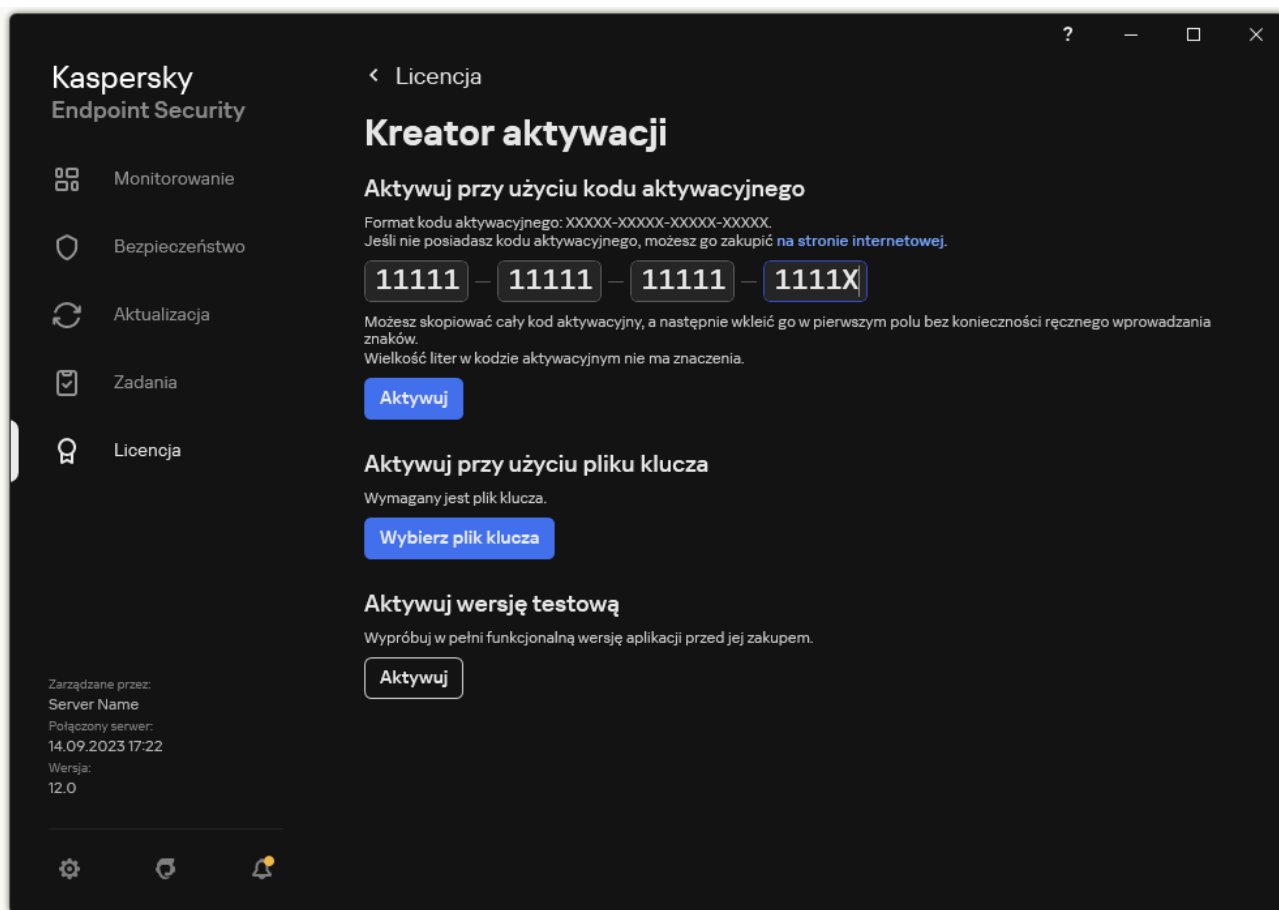 ?
Kaspersky
Endpoint Security
Monitorowanie
Bezpieczeństwo
Aktualizacja
Zadania
Licencja
Zarządzane przez:
Server Name
Połączony serwer:
14.09.2023 17:22
Wersja:
12.0
Licencja
Kreator aktywacji
Aktywuj przy użyciu kodu aktywacyjnego
Format kodu aktywacyjnego: XXXXX-XXXXX-XXXXX-XXXXX.
Jeśli nie posiadasz kodu aktywacyjnego, możesz go zakupić na stronie internetowej.
11111 – 11111 – 11111 – 1111X
Możesz skopiować cały kod aktywacyjny, a następnie wkleić go w pierwszym polu bez konieczności ręcznego wprowadzania
znaków.
Wielkość liter w kodzie aktywacyjnym nie ma znaczenia.
Aktywuj
Aktywuj przy użyciu pliku klucza
Wymagany jest plik klucza.
Wybierz plik klucza
Aktywuj wersję testową
Wypróbuj w pełni funkcjonalną wersję aplikacji przed jej zakupem.
Aktywuj